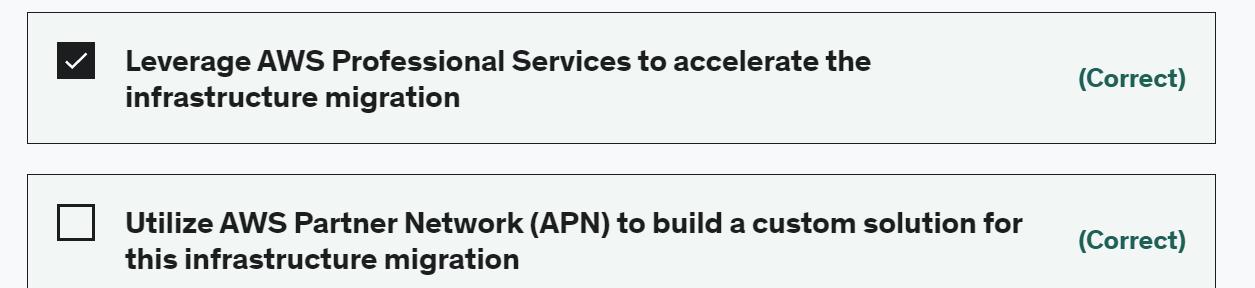 Leverage AWS Professional Services to accelerate the
infrastructure migration
(Correct)
Utilize AWS Partner Network (APN) to build a custom solution for
this infrastructure migration
(Correct)